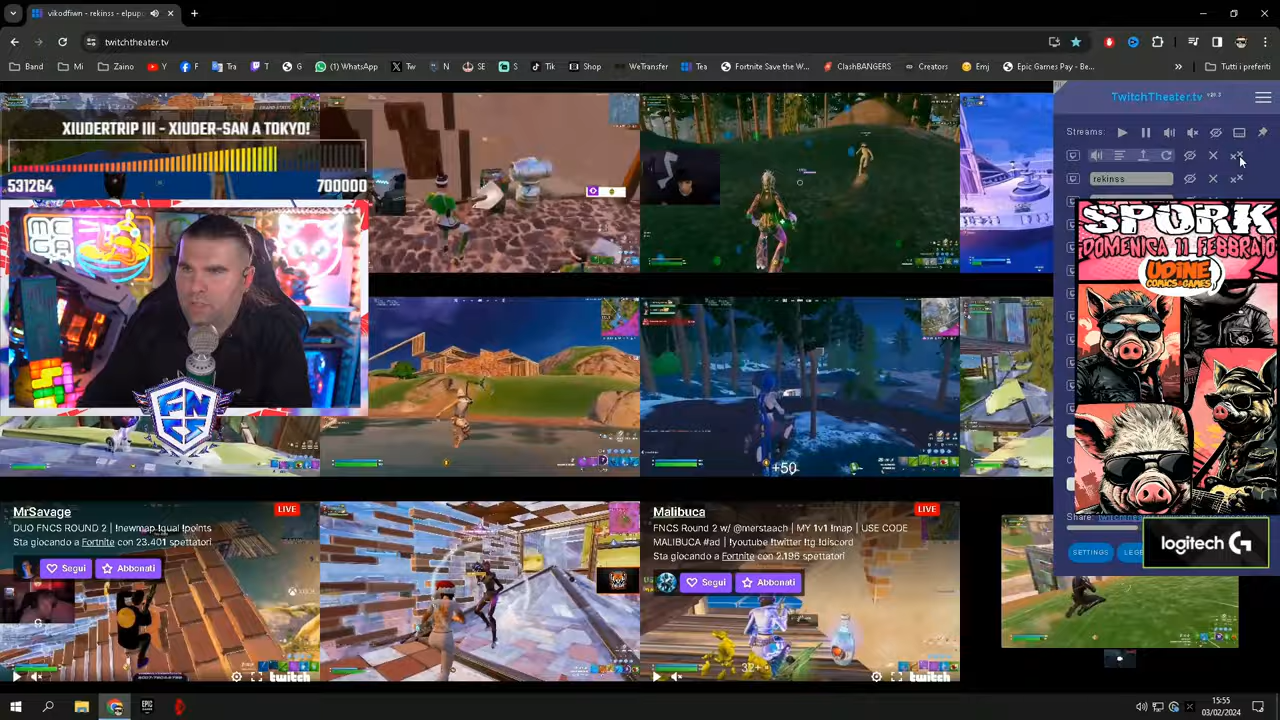 vikodfiwn - rekinss - elpup
twitchtheater.tv
Band
Mi
Zaino
Y
F
Tra
T
G
(1) WhatsApp
Tw
N
SE
S
Tik
Shop
WeTransfer
Tea
Fortnite Save the W...
ClshBANGERS
Creators
Emj
Epic Games Pay - Be...
Tutti i preferiti
XIUDERTRIP III - XIUDER-SAN A TOKYO!
531264
700000
TwitchTheater.tv
Streams:
rekinss
SPORK
DOMENICA 11 FEBBRAIO
UDINE
COMICS&GAMES
Share:
SETTINGS
LEGE
logitech G
FN
CS
+50
MrSavage
LIVE
DUO FNCS ROUND 2 | !newmap !qual !points
Sta giocando a Fortnite con 23.401 spettatori
Segui
Abbonati
twitch
Malibuca
LIVE
FNCS Round 2 w/ @merstaach | MY 1v1 !map | USE CODE
MALIBUCA #ad | !youtube !twitter !tg !discord
Sta giocando a Fortnite con 2.196 spettatori
Segui
Abbonati
twitch
EPIC
15:55
03/02/2024